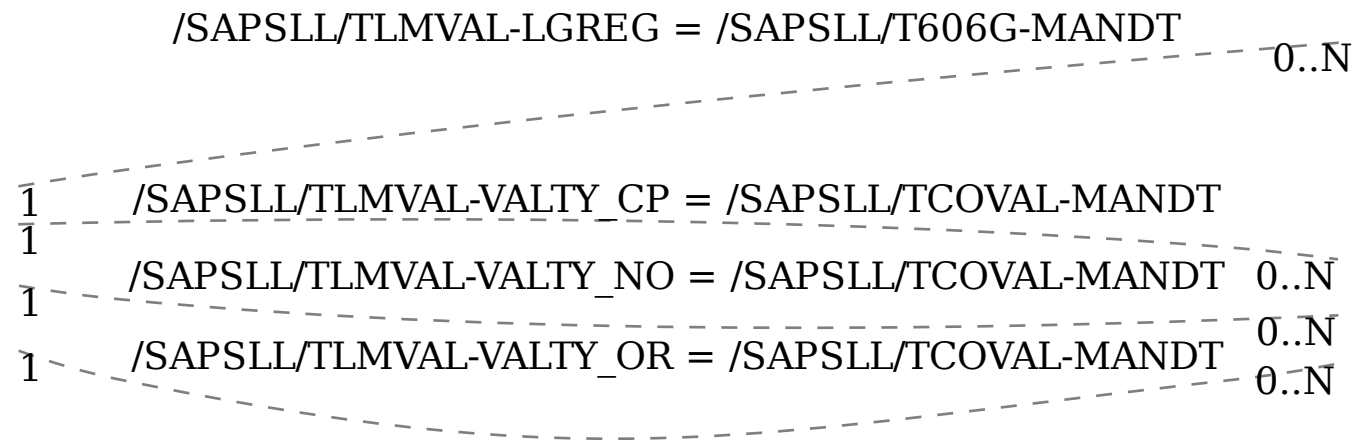 /SAPSLL/TLMVAL-LGREG = /SAPSLL/T606G-MANDT
0..N
1
/SAPSLL/TLMVAL-VALTY_CP = /SAPSLL/TCOVAL-MANDT
1
/SAPSLL/TLMVAL-VALTY_NO = /SAPSLL/TCOVAL-MANDT 0..N
1
0..N
/SAPSLL/TLMVAL-VALTY_OR = /SAPSLL/TCOVAL-MANDT
1
0..N